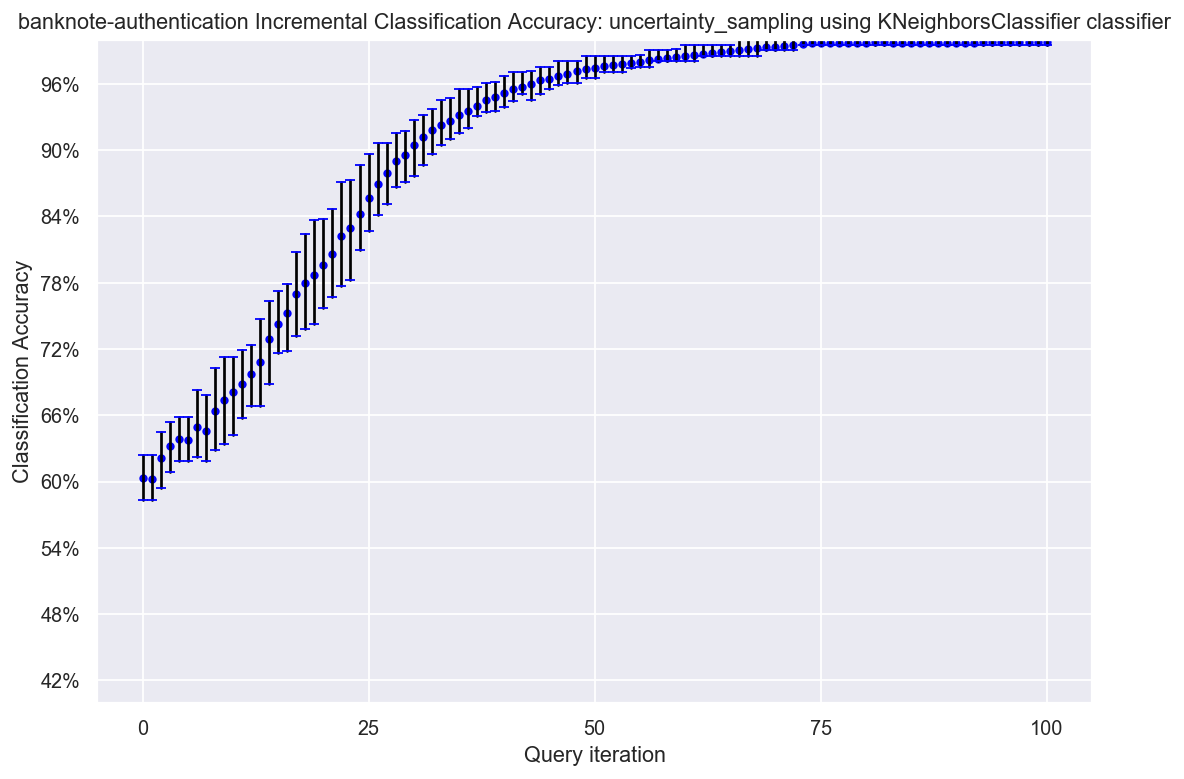 banknote-authentication Incremental Classification Accuracy: uncertainty_sampling using KNeighborsClassifier classifier
96%
90%
84%
78%
72%
66%
60%
54%
48%
42%
Classification Accuracy
0 25 50 75 100
Query iteration